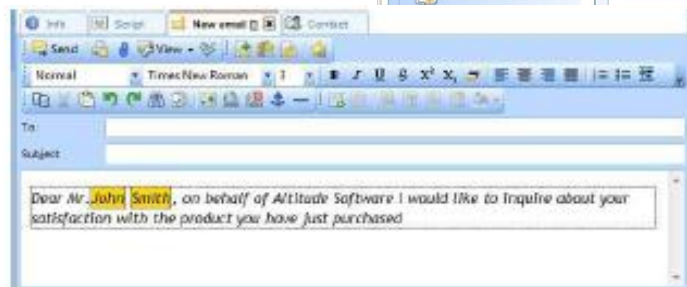 Info Script New email Contact
Send View
Normal Times New Roman 3
To
Subject
Dear Mr. John Smith, on behalf of Altitude Software I would like to inquire about your
satisfaction with the product you have just purchased